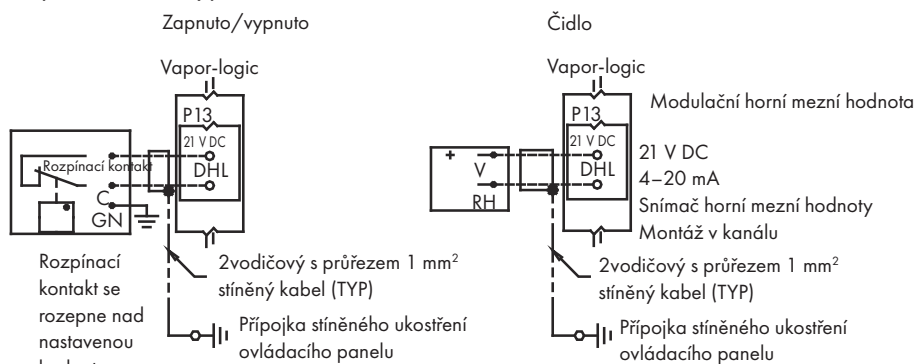 Zapnuto/vypnuto
Vapor-logic
P13
21 V DC
DHL
Rozpínací kontakt
C
GN
Rozpínací
kontakt se
rozepne nad
nastavenou
2vodičový s průřezem 1 mm²
stíněný kabel (TYP)
Přípojka stíněného ukostření
ovládacího panelu
Čidlo
Vapor-logic
P13
21 V DC
DHL
+
V
RH
Modulační horní mezní hodnota
21 V DC
4–20 mA
Snímač horní mezní hodnoty
Montáž v kanálu
2vodičový s průřezem 1 mm²
stíněný kabel (TYP)
Přípojka stíněného ukostření
ovládacího panelu